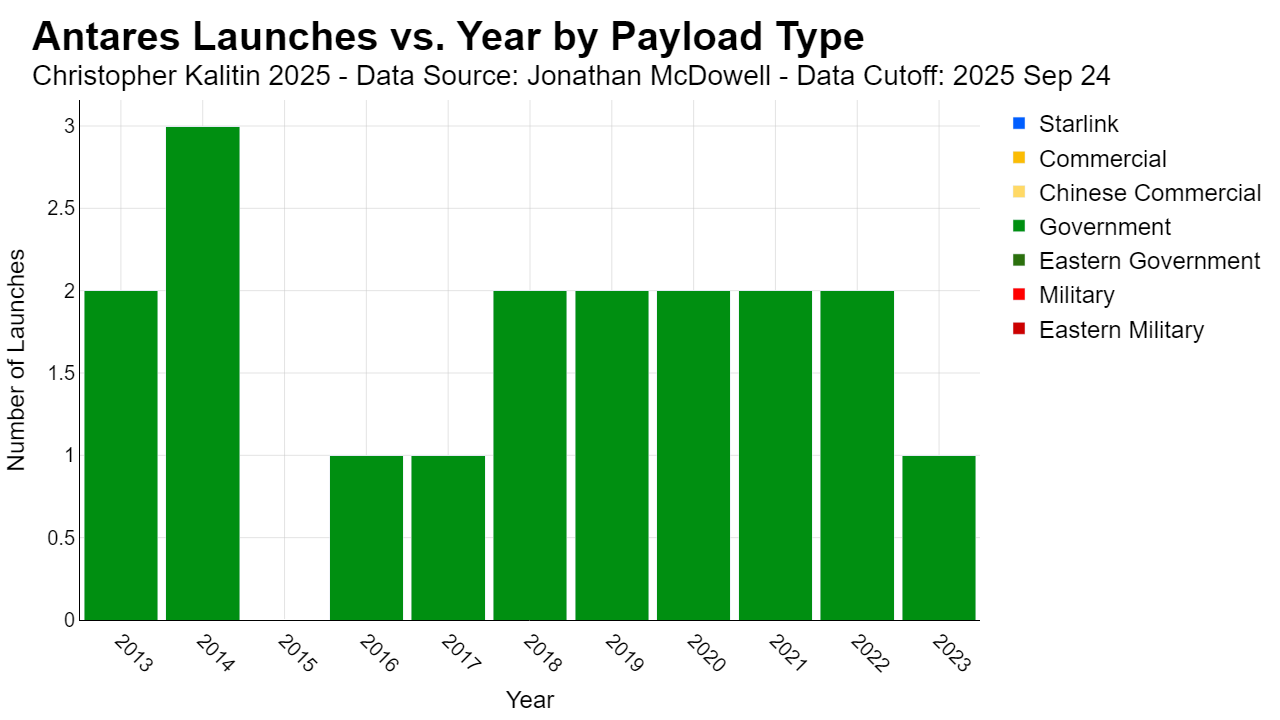 Antares Launches vs. Year by Payload Type
Christopher Kalitin 2025 - Data Source: Jonathan McDowell - Data Cutoff: 2025 Sep 24
Number of Launches
3
2.5
2
1.5
1
0.5
0
2013
2014
2015
2016
2017
2018
2019
2020
2021
2022
2023
Year
Starlink
Commercial
Chinese Commercial
Government
Eastern Government
Military
Eastern Military